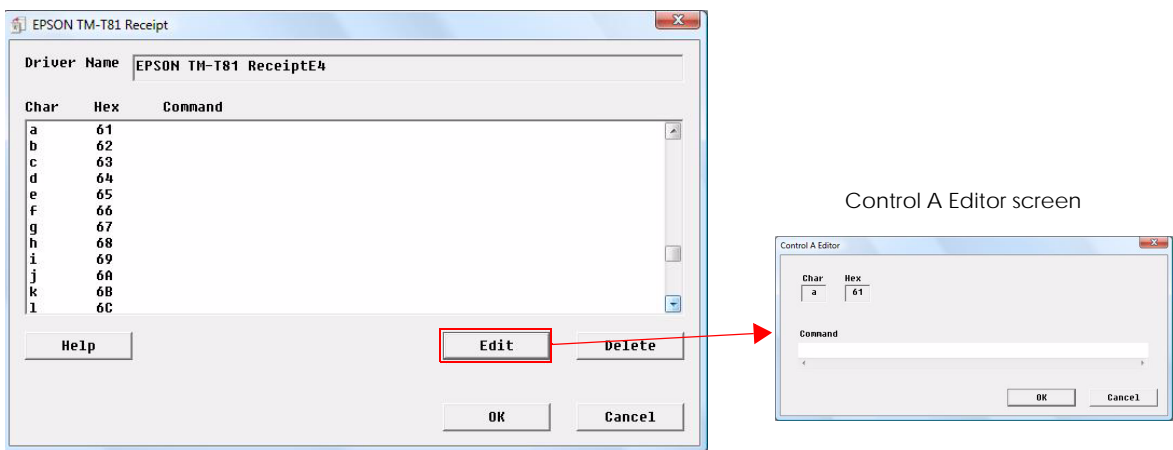 EPSON TM-T81 Receipt
Driver Name EPSON TM-T81 ReceiptE4
Char Hex Command
a 61
b 62
c 63
d 64
e 65
f 66
g 67
h 68
i 69
j 6A
k 6B
l 6C
Help Edit Delete
OK Cancel
Control A Editor screen
Control A Editor
Char Hex
a 61
Command
OK Cancel